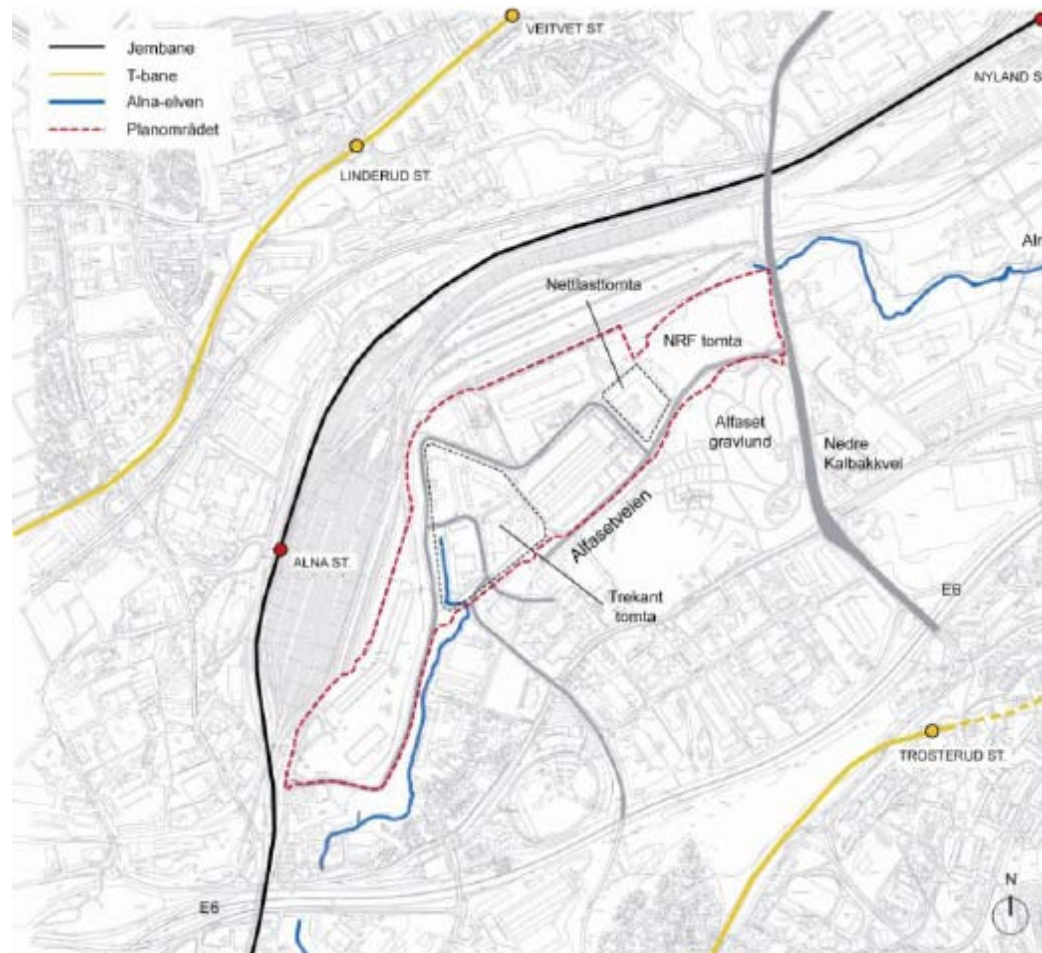 VEITVET ST.
Jernbane
T-bane
Alna-elven
Planområdet
NYLAND S
LINDERUD ST.
Aln
Nettlasttomta
NRF tomta
Alfaset
gravlund
Nedre
Kalbakkvei
Alfasetveien
ALNA ST.
Trekant
tomta
E6
TROSTERUD ST.
N
E6